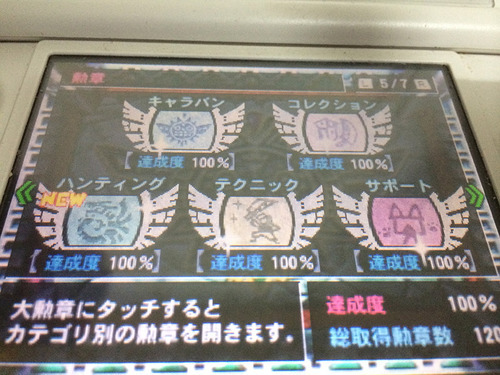 勲章
L 5/7 R
キャラバン
コレクション
【達成度 100%】
【達成度 100%】
ハンティング
テクニック
サポート
NEW
【達成度 100%】
【達成度 100%】
【達成度 100%】
大勲章にタッチすると
カテゴリ別の勲章を開きます。
達成度 100%
総取得勲章数 120